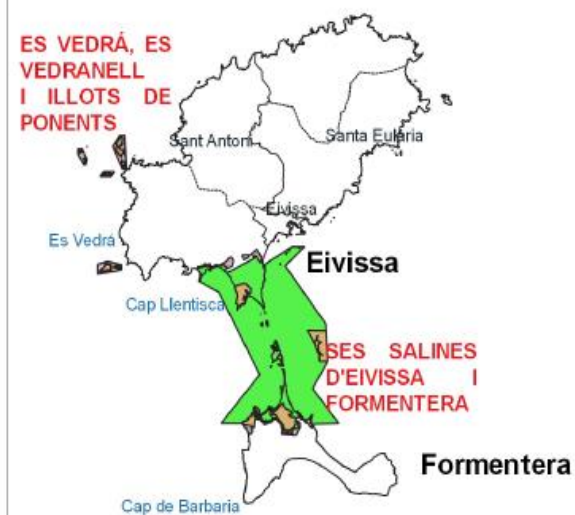 ES VEDRÁ, ES
VEDRANELL
I ILLOTS DE
PONENTS
Sant Antoni
Santa Eulària
Eivissa
Es Vedrá
Eivissa
Cap Llentisca
SES SALINES
D'EIVISSA I
FORMENTERA
Formentera
Cap de Barbaria